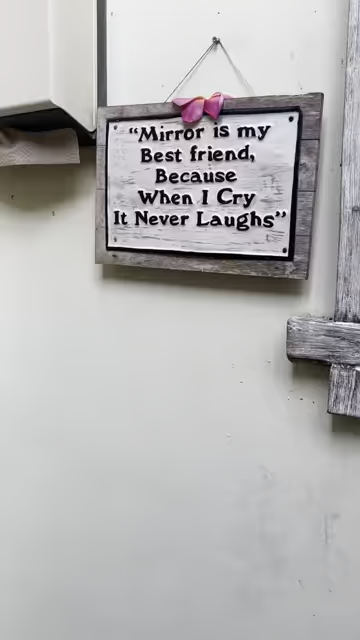 “Mirror is my
Best friend,
Because
When I Cry
It Never Laughs”